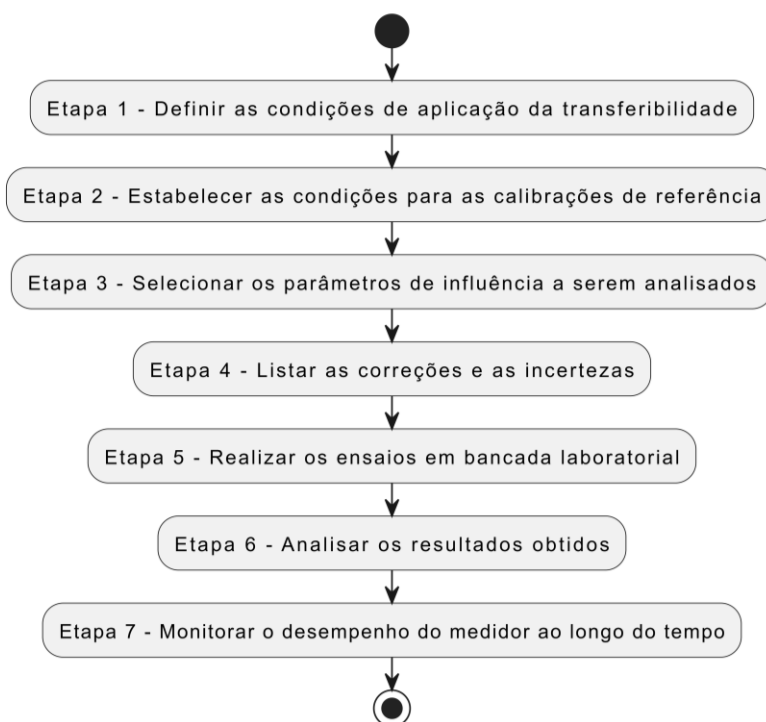 Etapa 1 - Definir as condições de aplicação da transferibilidade
Etapa 2 - Estabelecer as condições para as calibrações de referência
Etapa 3 - Selecionar os parâmetros de influência a serem analisados
Etapa 4 - Listar as correções e as incertezas
Etapa 5 - Realizar os ensaios em bancada laboratorial
Etapa 6 - Analisar os resultados obtidos
Etapa 7 - Monitorar o desempenho do medidor ao longo do tempo